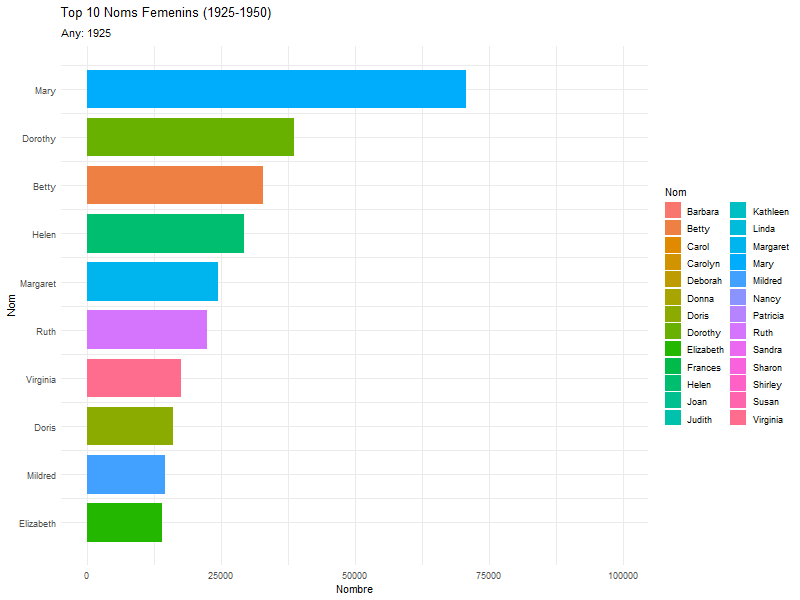 Top 10 Noms Femenins (1925-1950)
Any: 1925
Nom
Mary
Dorothy
Betty
Helen
Margaret
Ruth
Virginia
Doris
Mildred
Elizabeth
0 25000 50000 75000 100000
Nombre
Nom
Barbara Kathleen
Betty Linda
Carol Margaret
Carolyn Mary
Deborah Mildred
Donna Nancy
Doris Patricia
Dorothy Ruth
Elizabeth Sandra
Frances Sharon
Helen Shirley
Joan Susan
Judith Virginia